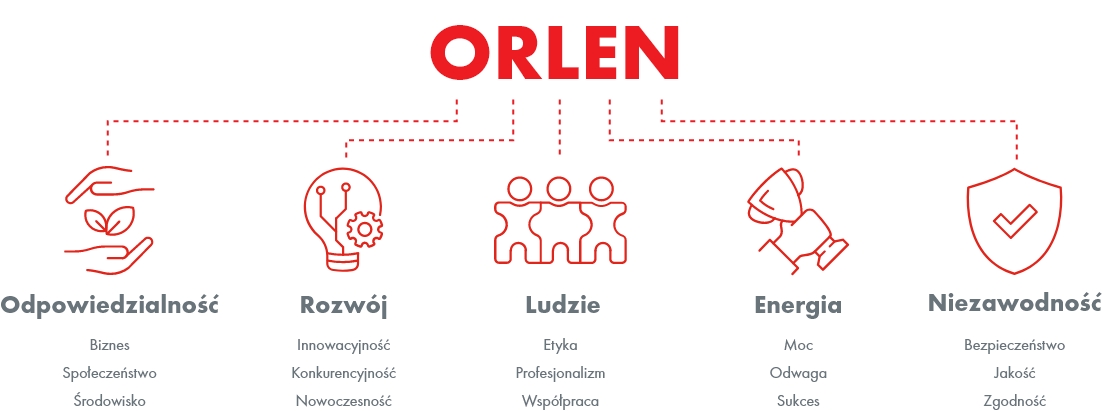 ORLEN
Odpowiedzialność
Rozwój
Ludzie
Energia
Niezawodność
Biznes
Innowacyjność
Etyka
Moc
Bezpieczeństwo
Społeczeństwo
Konkurencyjność
Profesjonalizm
Odwaga
Jakość
Środowisko
Nowoczesność
Współpraca
Sukces
Zgodność